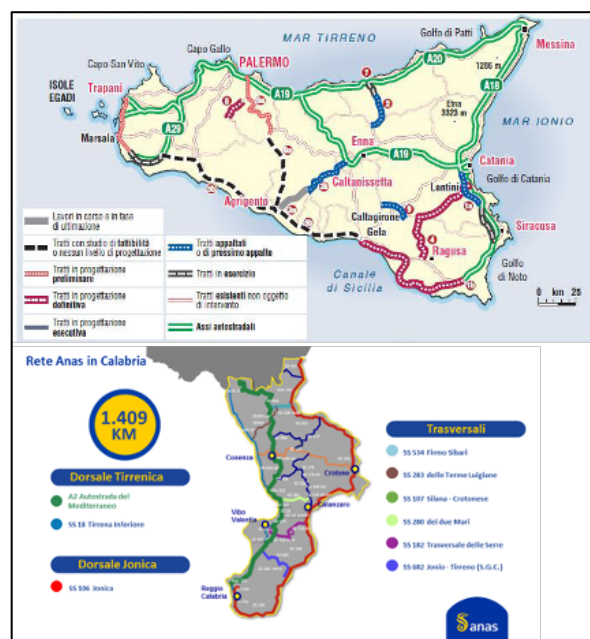 MAR TIRRENO
Golfo di Patti
Messina
Capo Gallo
PALERMO
Capo San Vito
ISOLE
EGADI
Trapani
A19
A20
1206 m
A18
A29
Marsala
Etna
3323 m
MAR JONIO
Enna
A19
Catania
Caltanissetta
Golfo di Catania
Lentini
Agrigento
Caltagirone
Gela
Siracusa
Ragusa
Golfo
di Noto
Canale
di Sicilia
0 km 25
Lavori in corso e in fase
di ultimazione
Tratti con studio di fattibilità
o nessun livello di progettazione
Tratti appaltati
o di prossimo appalto
Tratti in progettazione
preliminare
Tratti in esercizio
Tratti in progettazione
definitiva
Tratti esistenti non oggetto
di intervento
Tratti in progettazione
esecutiva
Assi autostradali
Rete Anas in Calabria
1.409
KM
Dorsale Tirrenica
A2 Autostrada del
Mediterraneo
SS 18 Tirrena Inferiore
Dorsale Jonica
SS 106 Jonica
Cosenza
Crotone
Catanzaro
Vibo
Valentia
Reggio
Calabria
Trasversali
SS 534 Firmo Sibari
SS 283 delle Terme Luigiane
SS 107 Silana - Crotonese
SS 280 dei due Mari
SS 182 Trasversale delle Serre
SS 682 Jonio - Tirreno (S.G.C.)
anas